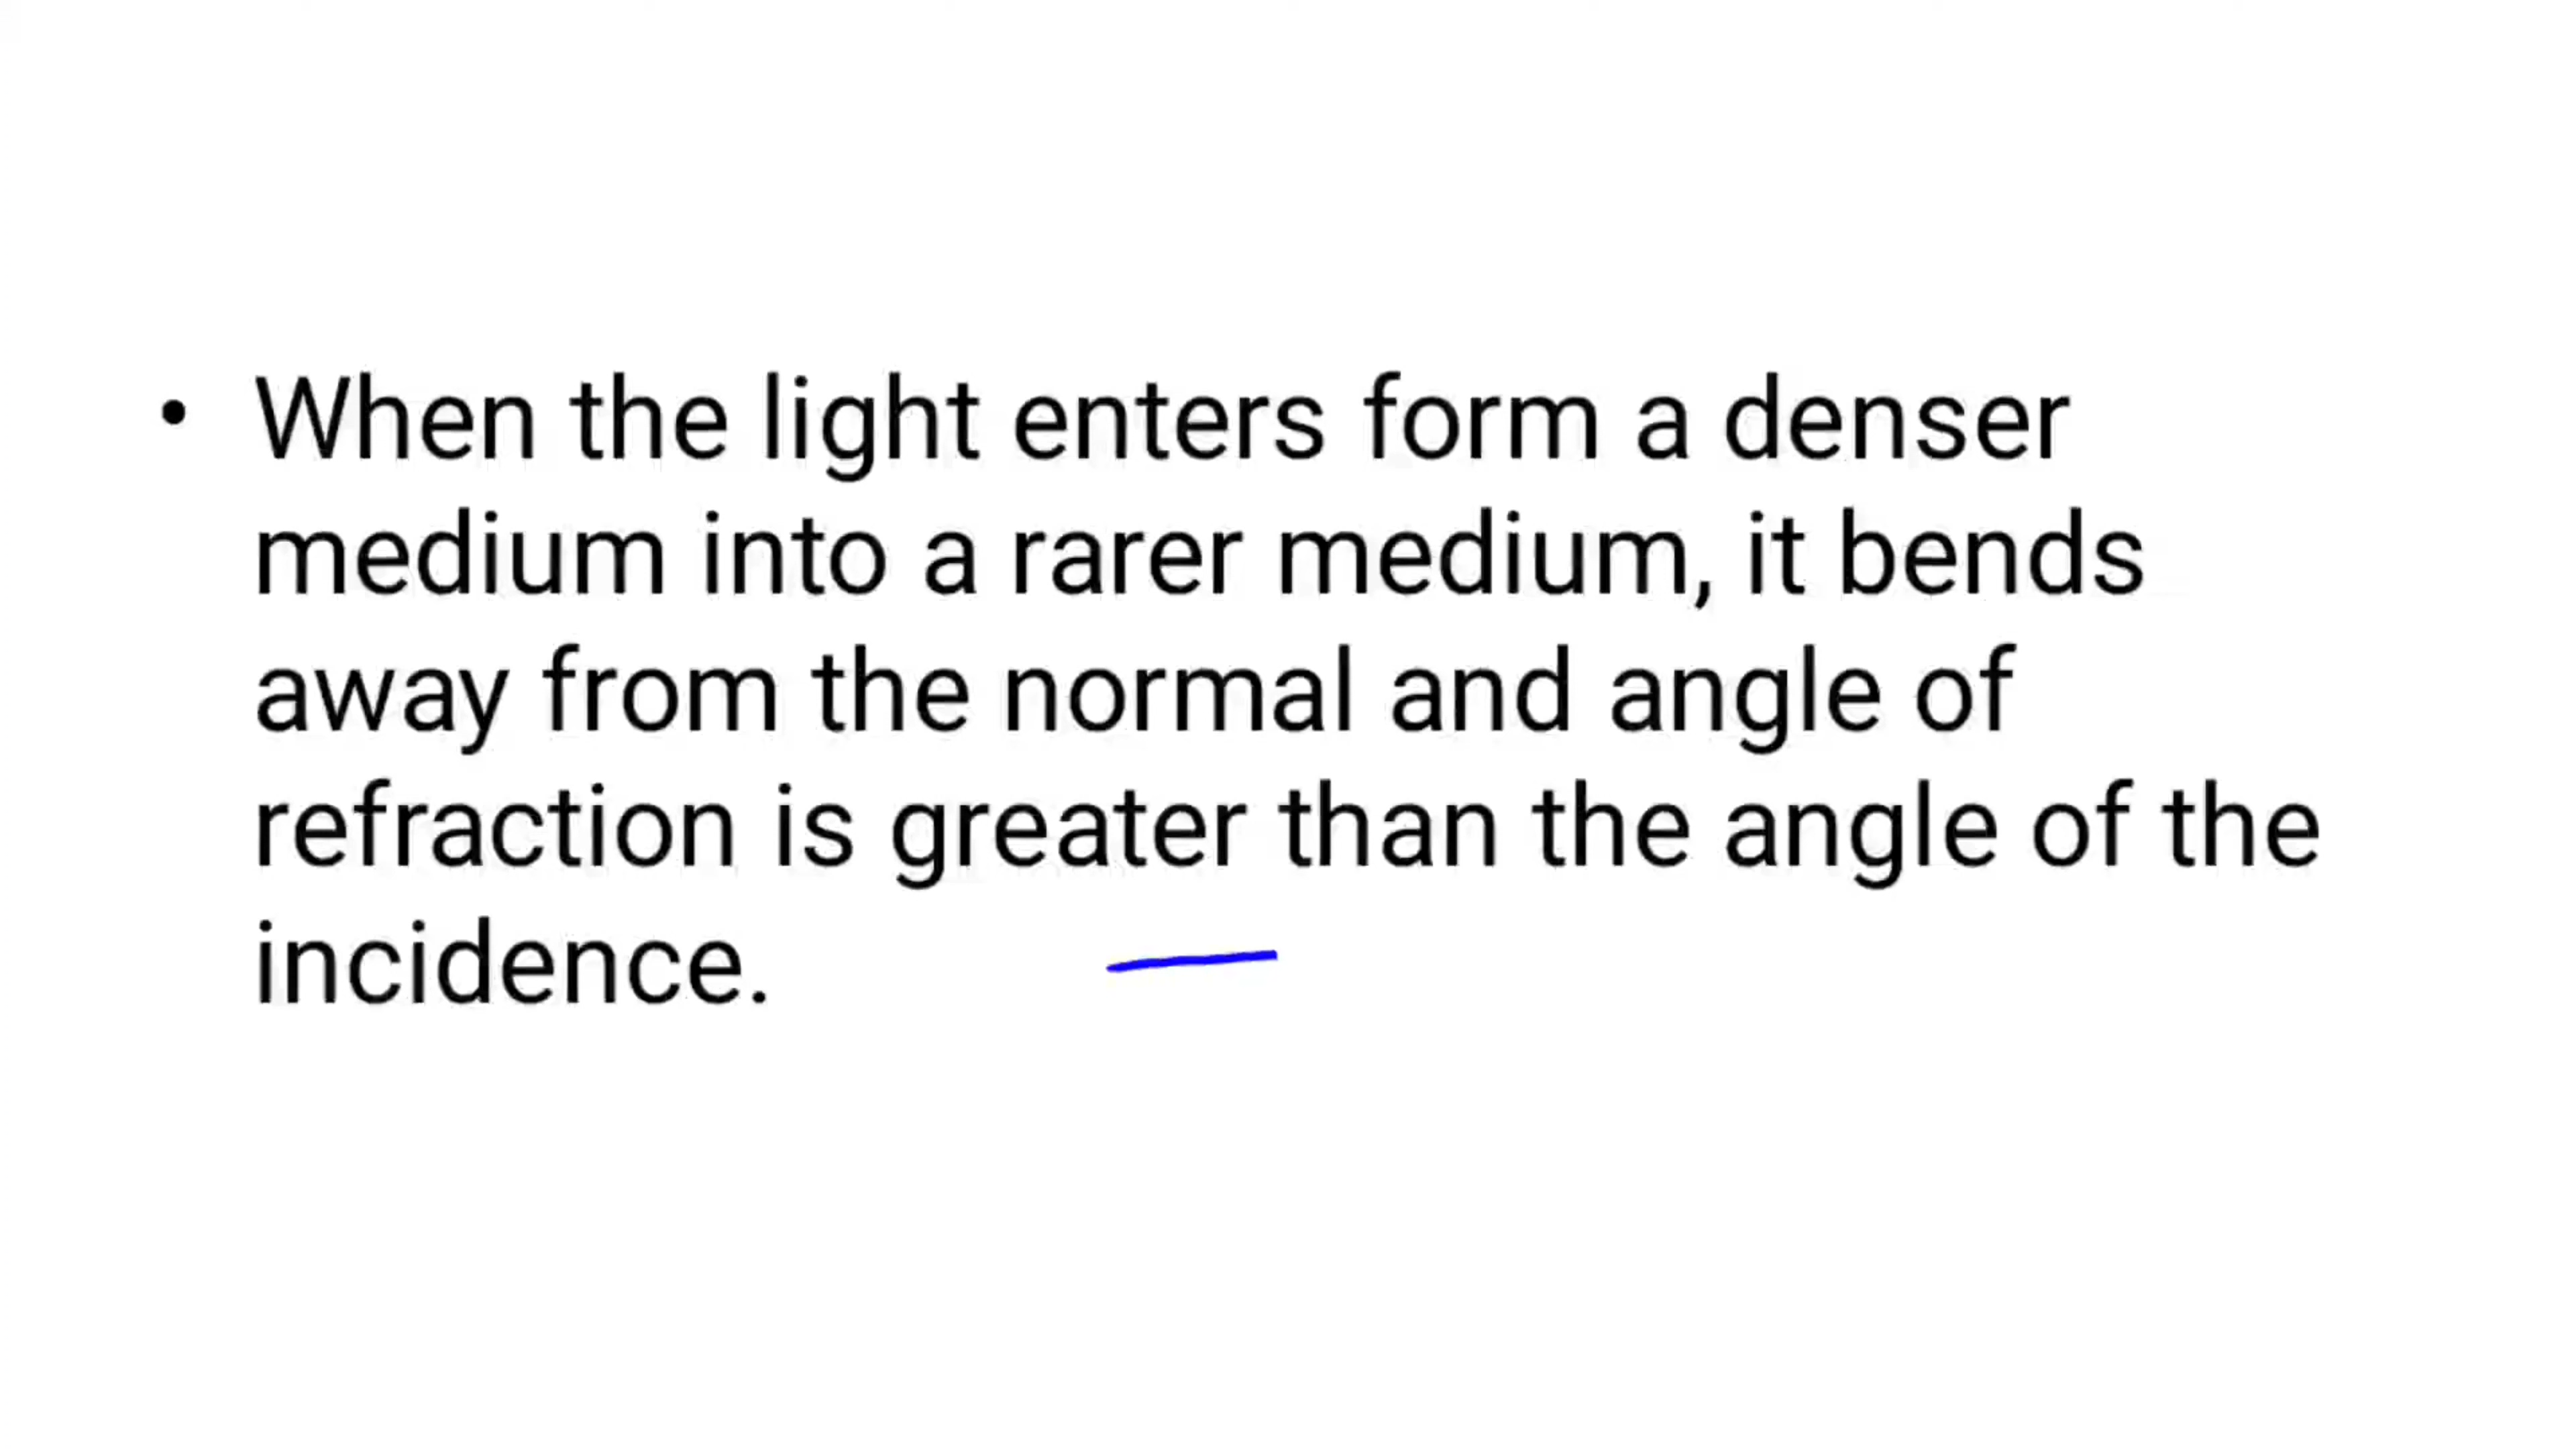 • When the light enters form a denser
medium into a rarer medium, it bends
away from the normal and angle of
refraction is greater than the angle of the
incidence.